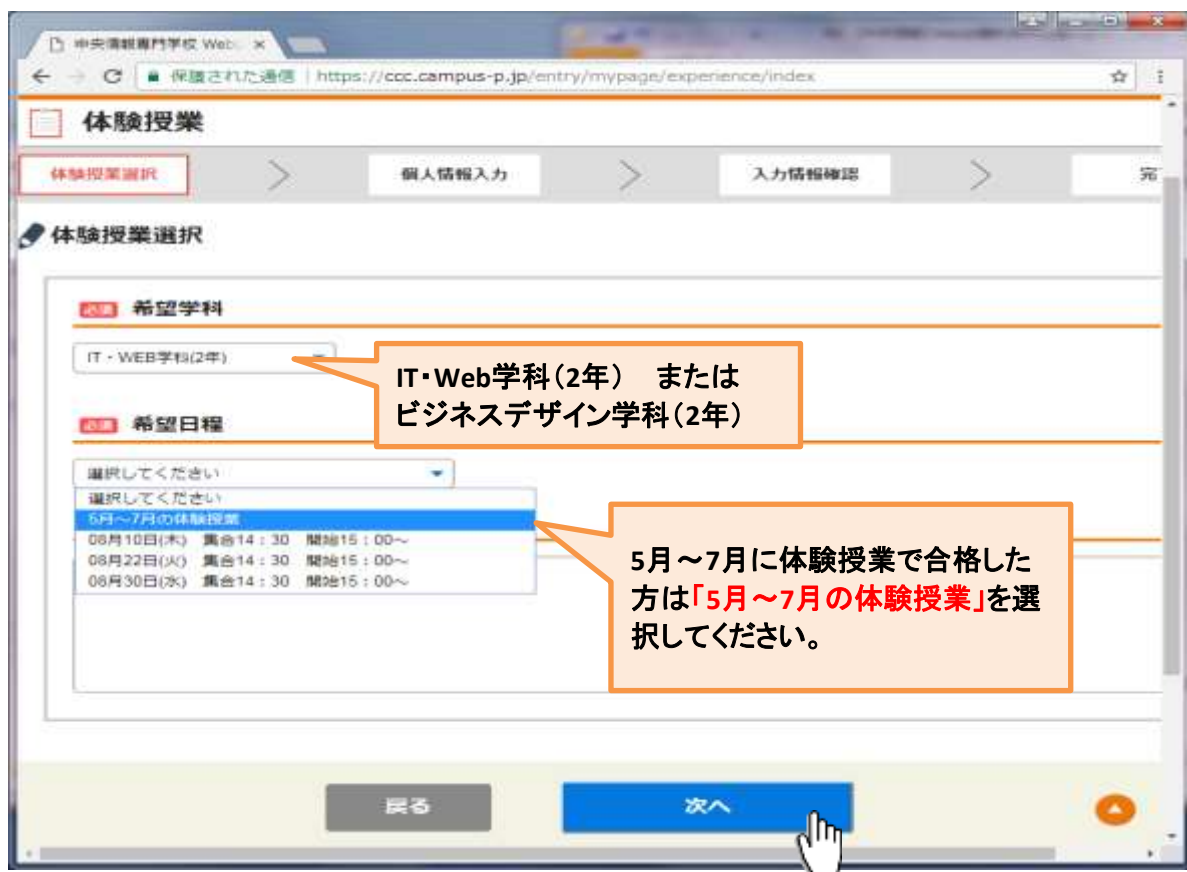 中央情報専門学校 Web
保護された通信 https://ccc.campus-p.jp/entry/mypage/experience/index
体験授業
体験授業選択 > 個人情報入力 > 入力情報確認 > 完
体験授業選択
必須 希望学科
IT・WEB学科(2年)
IT・Web学科(2年) または
ビジネスデザイン学科(2年)
必須 希望日程
選択してください
選択してください
5月～7月の体験授業
08月10日(木) 集合14：30 開始15：00～
08月22日(火) 集合14：30 開始15：00～
08月30日(水) 集合14：30 開始15：00～
5月～7月に体験授業で合格した
方は「5月～7月の体験授業」を選
択してください。
戻る 次へ